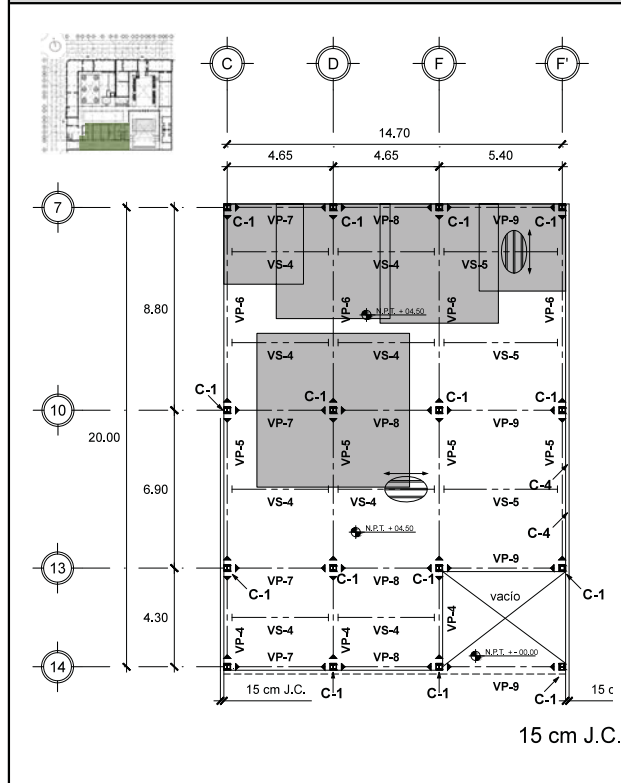 C D F F'
14.70
4.65 4.65 5.40
7
C-1 VP-7 C-1 VP-8 C-1 VP-9 C-1
VS-4 VS-4 VS-5
8.80
VP-6 VP-6 VP-6 VP-6
N.P.T. + 04.50
VS-4 VS-4 VS-5
C-1 C-1 C-1 C-1
10
VP-7 VP-8 VP-9
20.00
VP-5 VP-5 VP-5 VP-5
6.90
C-4
VS-4 VS-4 VS-5
N.P.T. + 04.50
C-4
VP-9
13
C-1 VP-7 C-1 VP-8 C-1 C-1
vacío
4.30
VP-4 VP-4 VP-4
VS-4 VS-4
N.P.T. + - 00.00
14
VP-7 VP-8 VP-9
15 cm J.C. C-1 C-1 C-1 15 c
15 cm J.C.